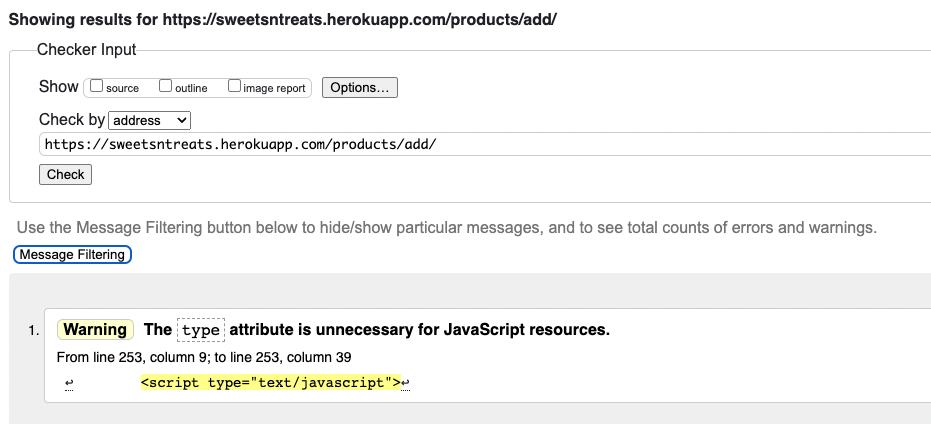 Showing results for https://sweetsntreats.herokuapp.com/products/add/
Checker Input
Show source outline image report Options...
Check by address
https://sweetsntreats.herokuapp.com/products/add/
Check
Use the Message Filtering button below to hide/show particular messages, and to see total counts of errors and warnings.
Message Filtering
1. Warning The type attribute is unnecessary for JavaScript resources.
From line 253, column 9; to line 253, column 39
↩ <script type="text/javascript">↩